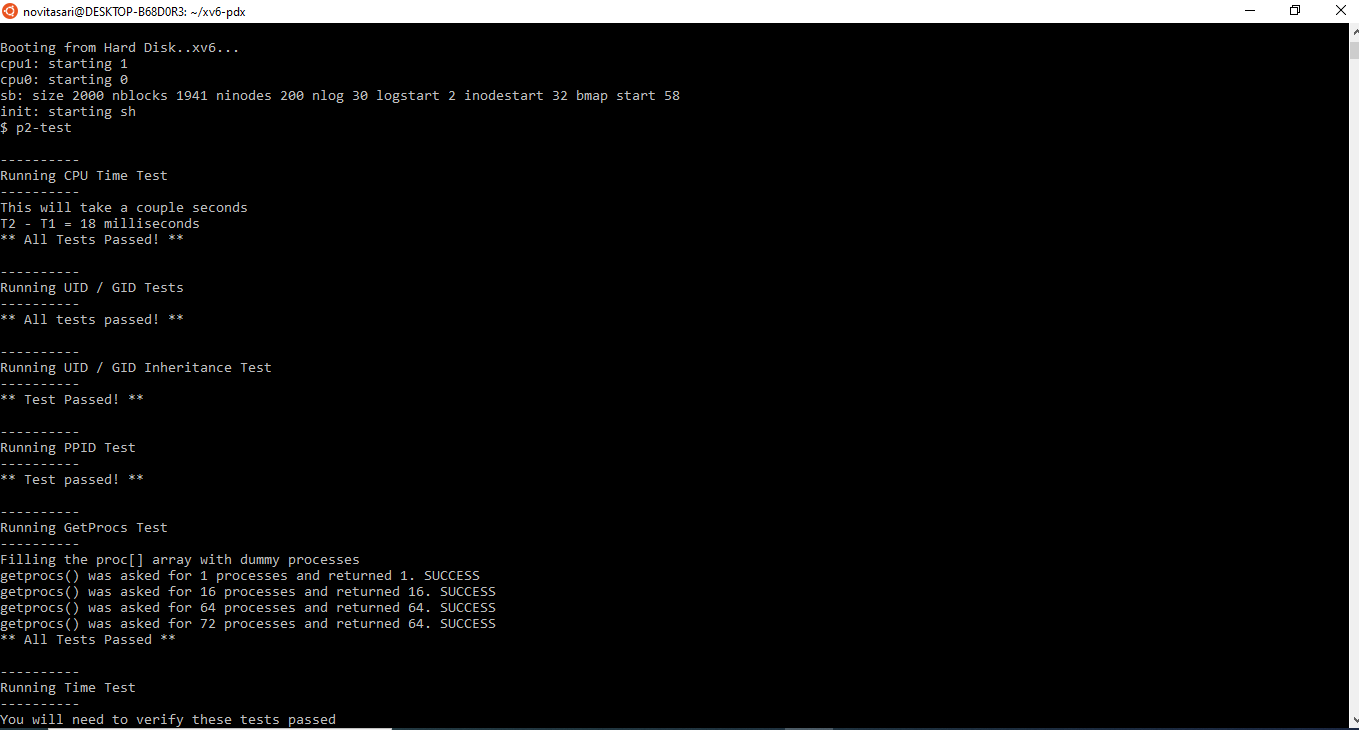 novitasari@DESKTOP-B68D0R3: ~/xv6-pdx
Booting from Hard Disk..xv6...
cpu1: starting 1
cpu0: starting 0
sb: size 2000 nblocks 1941 ninodes 200 nlog 30 logstart 2 inodestart 32 bmap start 58
init: starting sh
$ p2-test
----------
Running CPU Time Test
----------
This will take a couple seconds
T2 - T1 = 18 milliseconds
** All Tests Passed! **
----------
Running UID / GID Tests
----------
** All tests passed! **
----------
Running UID / GID Inheritance Test
----------
** Test Passed! **
----------
Running PPID Test
----------
** Test passed! **
----------
Running GetProcs Test
----------
Filling the proc[] array with dummy processes
getprocs() was asked for 1 processes and returned 1. SUCCESS
getprocs() was asked for 16 processes and returned 16. SUCCESS
getprocs() was asked for 64 processes and returned 64. SUCCESS
getprocs() was asked for 72 processes and returned 64. SUCCESS
** All Tests Passed **
----------
Running Time Test
----------
You will need to verify these tests passed